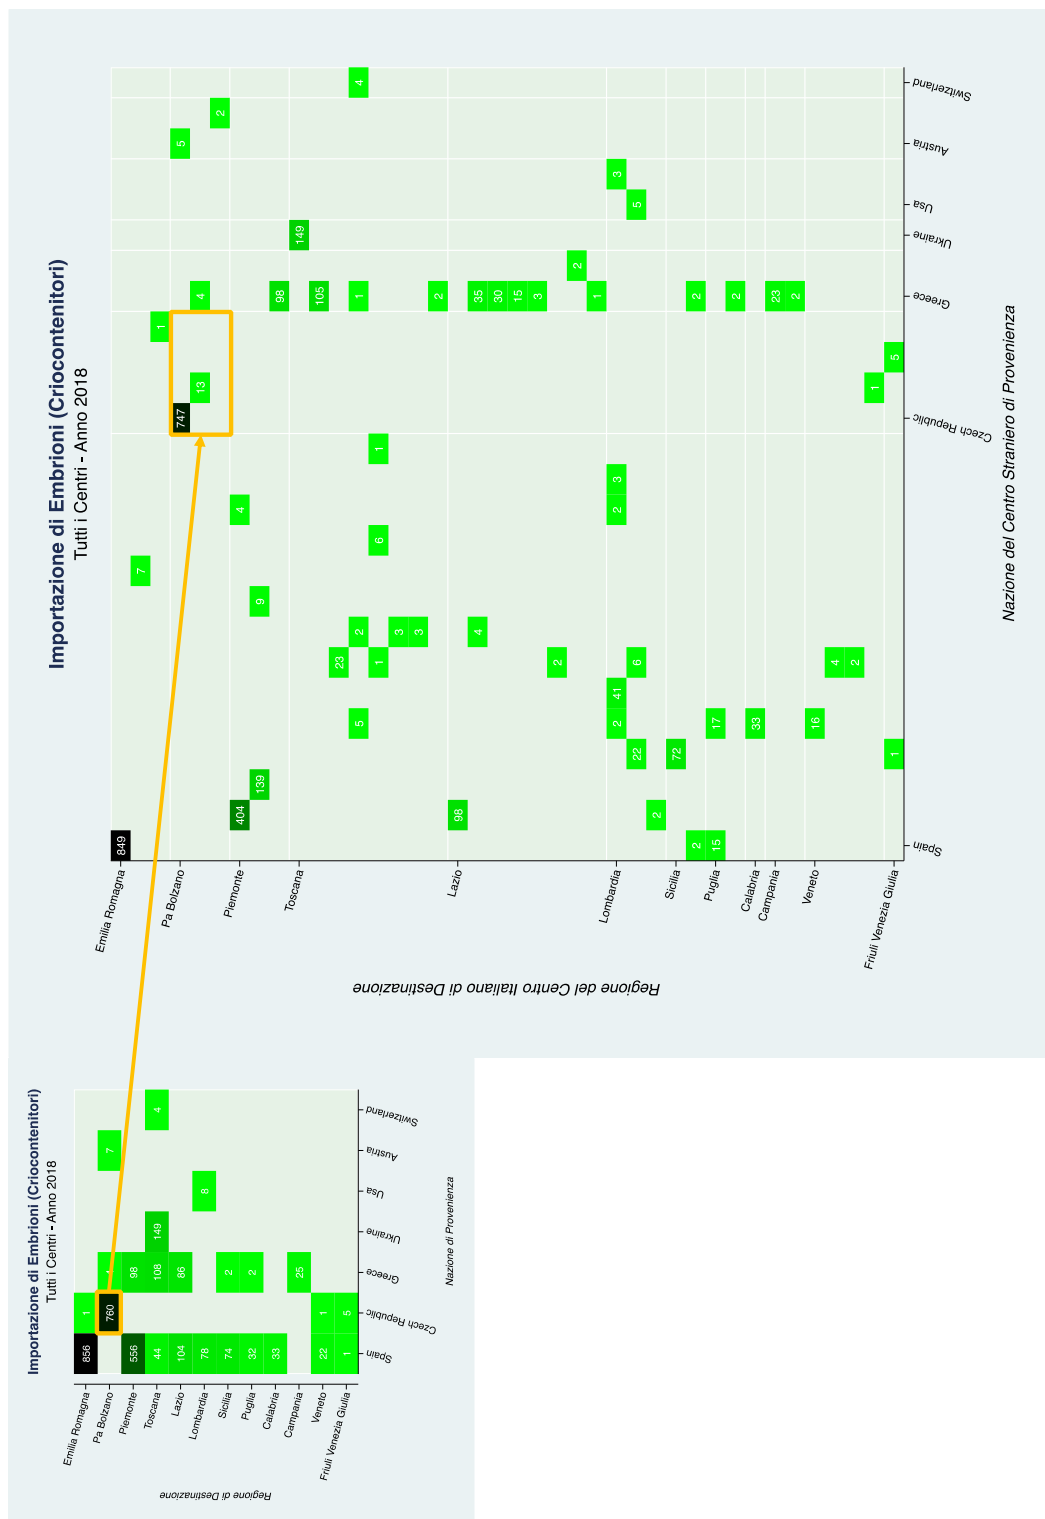 Importazione di Embrioni (Criocontenitori)
Tutti i Centri - Anno 2018
Regione di Destinazione
Emilia Romagna 856 1
Pa Bolzano 760 7
Piemonte 556 98
Toscana 44 108 149 4
Lazio 104 86
Lombardia 78 8
Sicilia 74 2
Puglia 32 2
Calabria 33
Campania 25
Veneto 22 1
Friuli Venezia Giulia 1 5
Spain Czech Republic Greece Ukraine Usa Austria Switzerland
Nazione di Provenienza
Importazione di Embrioni (Criocontenitori)
Tutti i Centri - Anno 2018
Regione del Centro Italiano di Destinazione
Emilia Romagna 849
7
1
Pa Bolzano 747 5
13 4
2
Piemonte 404 4
139 9
98
Toscana 149
105
23
5 2 1 4
1 6 1
3
3
2
Lazio 98
4 35
30
15
3
2
2
1
Lombardia 2 41 2 3 3
22 6 5
2
Sicilia 72
2 2
Puglia 15 17
2
Calabria 33
Campania 23
2
Veneto 16
4
2
1
Friuli Venezia Giulia 1 5
Spain Czech Republic Greece Ukraine Usa Austria Switzerland
Nazione del Centro Straniero di Provenienza